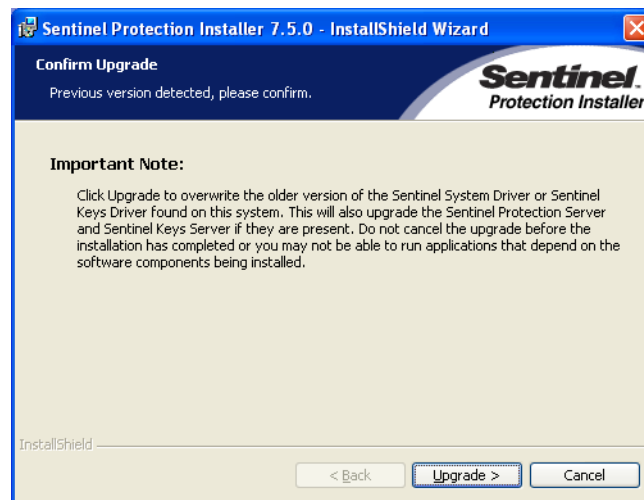 Sentinel Protection Installer 7.5.0 - InstallShield Wizard
Confirm Upgrade
Previous version detected, please confirm.
Sentinel.
Protection Installer
Important Note:
Click Upgrade to overwrite the older version of the Sentinel System Driver or Sentinel
Keys Driver found on this system. This will also upgrade the Sentinel Protection Server
and Sentinel Keys Server if they are present. Do not cancel the upgrade before the
installation has completed or you may not be able to run applications that depend on the
software components being installed.
InstallShield
< Back
Upgrade >
Cancel